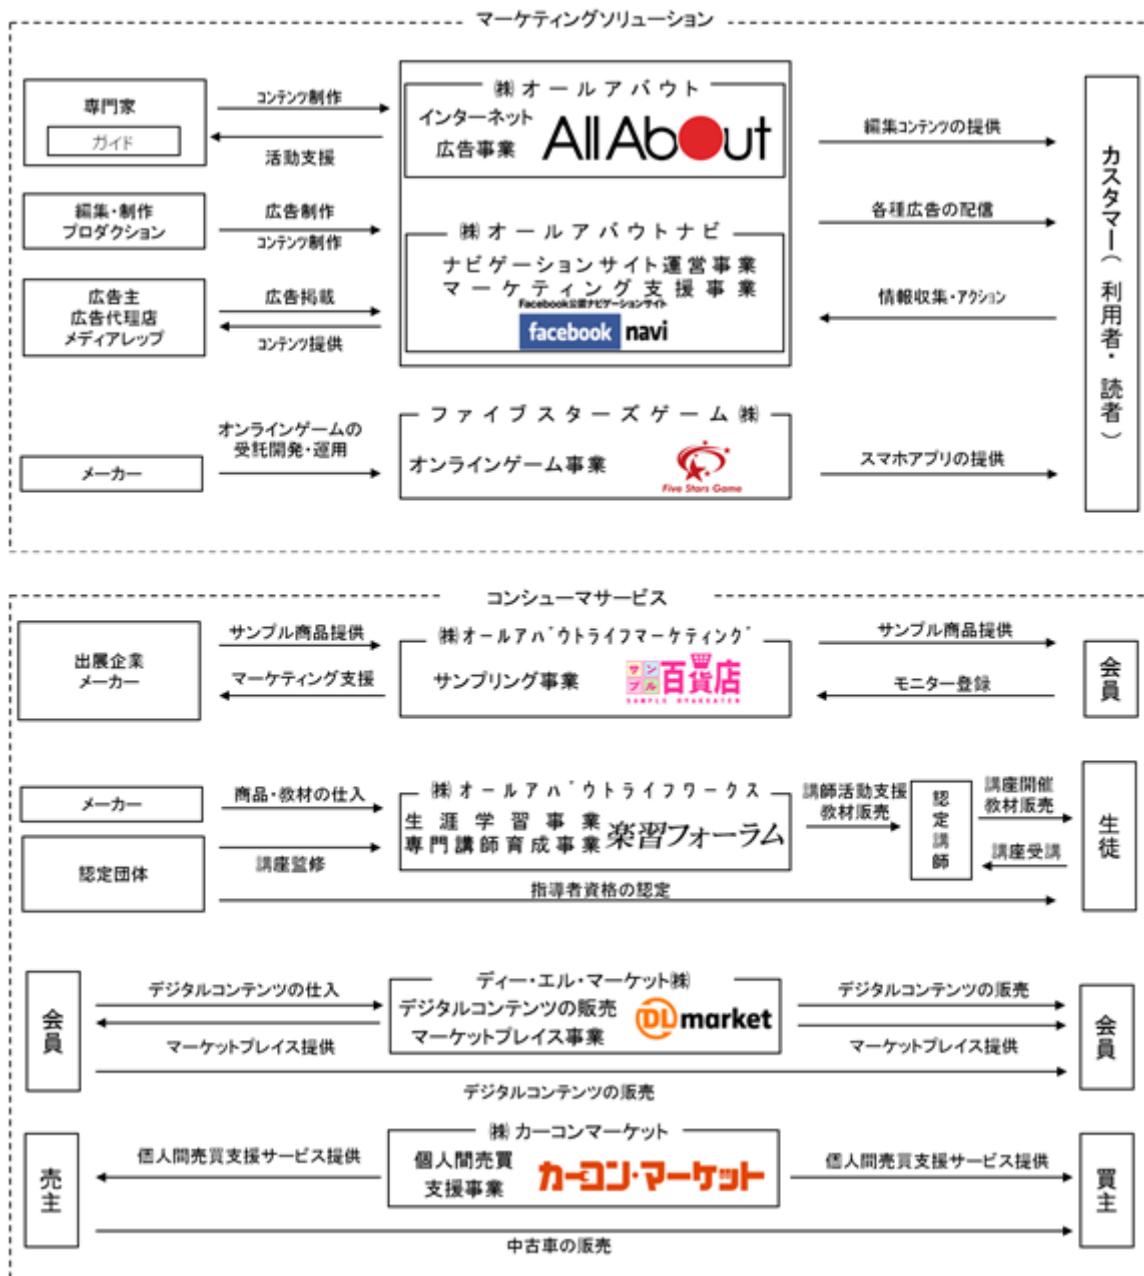 マーケティングソリューション
専門家
ガイド
コンテンツ制作
活動支援
㈱オールアバウト
インターネット
広告事業
All About
編集コンテンツの提供
編集・制作
プロダクション
広告制作
コンテンツ制作
各種広告の配信
㈱オールアバウトナビ
ナビゲーションサイト運営事業
マーケティング支援事業
Facebook公認ナビゲーションサイト
facebook navi
広告主
広告代理店
メディアレップ
広告掲載
コンテンツ提供
情報収集・アクション
カスタマー(利用者・読者)
メーカー
オンラインゲームの
受託開発・運用
ファイブスターズゲーム㈱
オンラインゲーム事業
Five Stars Game
スマホアプリの提供
コンシューマサービス
出展企業
メーカー
サンプル商品提供
マーケティング支援
㈱オールアバウトライフマーケティング
サンプリング事業
サンプル百貨店
SAMPLE HYAKKATEN
サンプル商品提供
モニター登録
会員
メーカー
認定団体
商品・教材の仕入
講座監修
㈱オールアバウトライフワークス
生涯学習事業
専門講師育成事業
楽習フォーラム
講師活動支援
教材販売
認定講師
講座開催
教材販売
講座受講
生徒
指導者資格の認定
会員
デジタルコンテンツの仕入
マーケットプレイス提供
ディー・エル・マーケット㈱
デジタルコンテンツの販売
マーケットプレイス事業
DLmarket
デジタルコンテンツの販売
マーケットプレイス提供
会員
デジタルコンテンツの販売
売主
個人間売買支援サービス提供
㈱カーコンマーケット
個人間売買
支援事業
カーコン・マーケット
個人間売買支援サービス提供
買主
中古車の販売